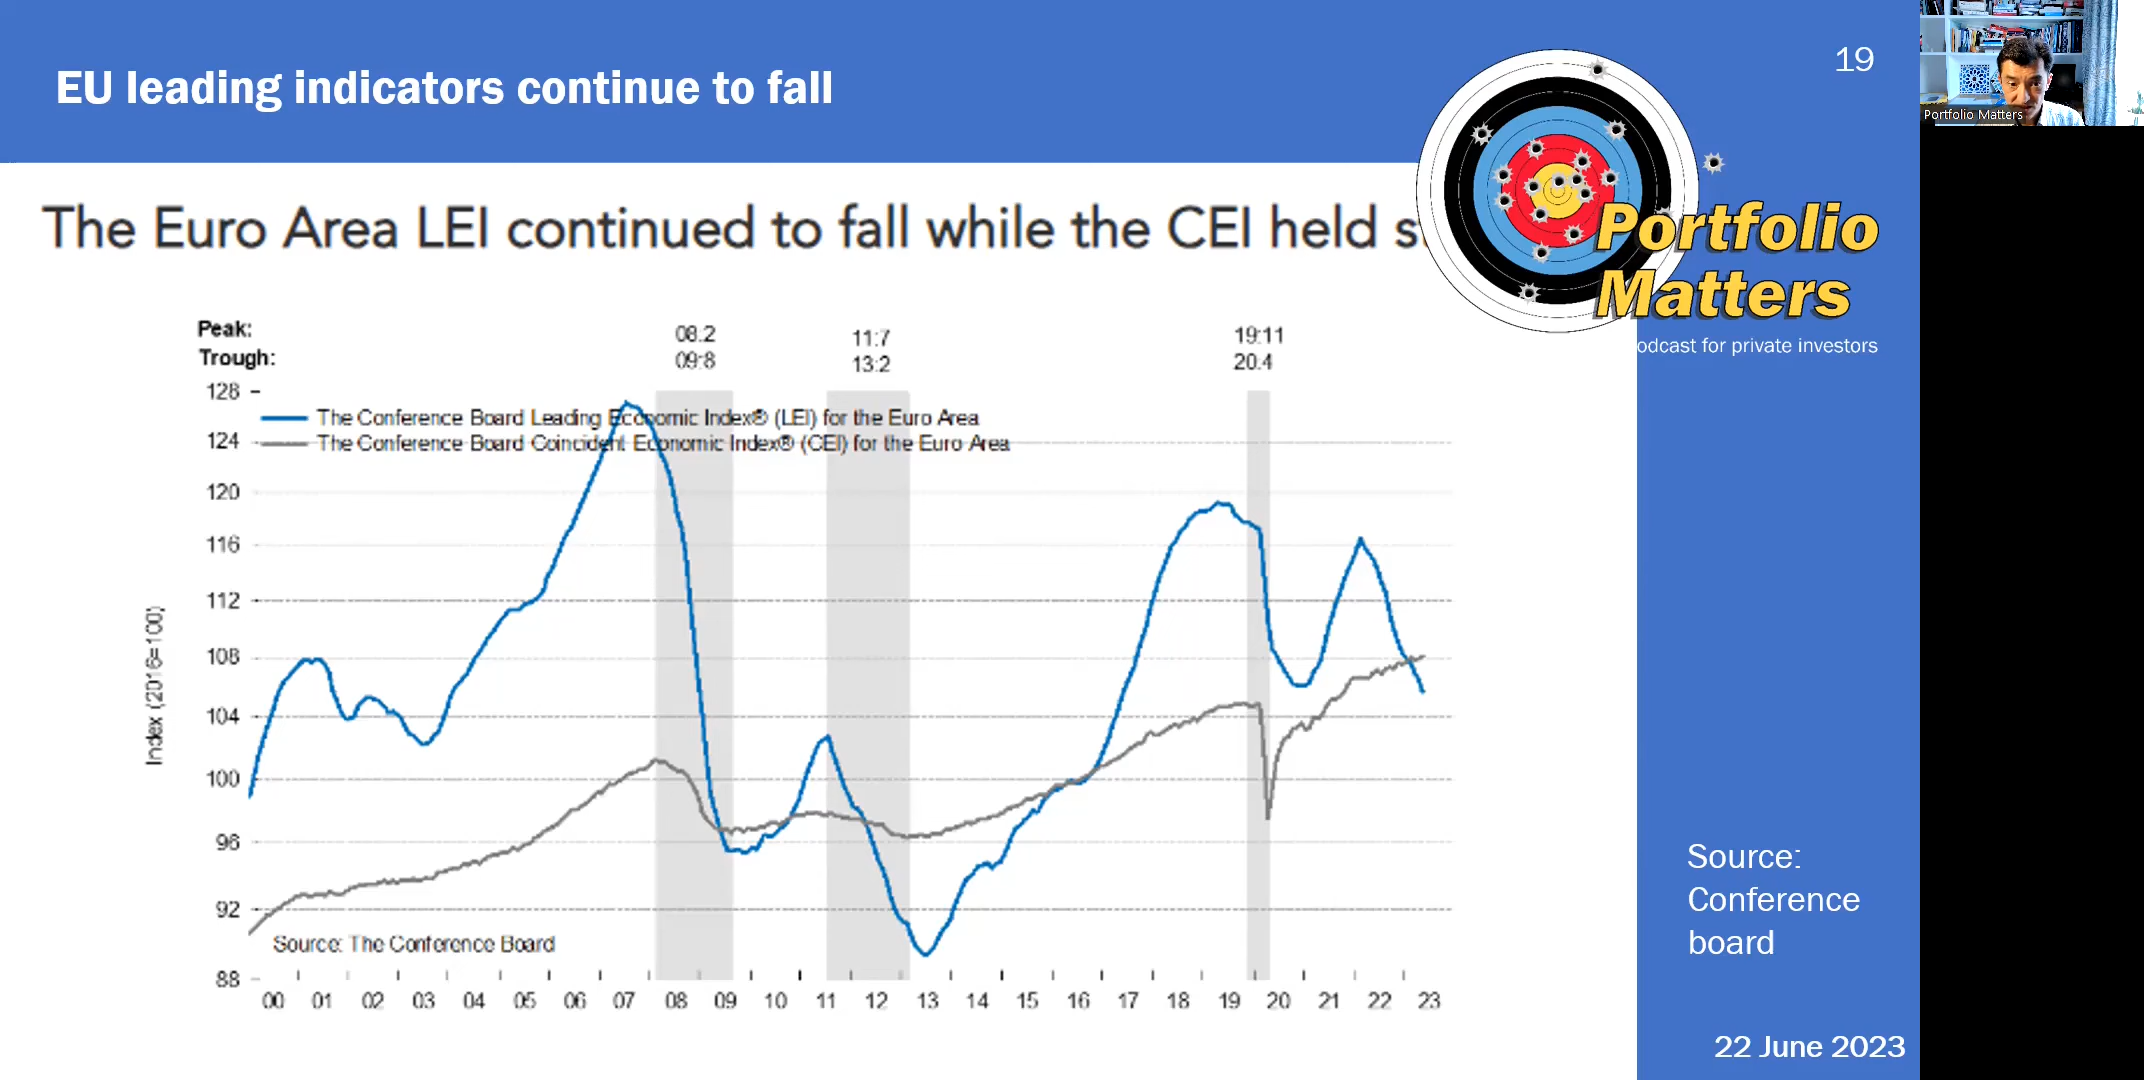 EU leading indicators continue to fall
19
Portfolio Matters
The Euro Area LEI continued to fall while the CEI held
Portfolio
Matters
odcast for private investors
Peak: 08.2 11:7 19:11
Trough: 09:8 13:2 20.4
128
The Conference Board Leading Economic Index® (LEI) for the Euro Area
124
The Conference Board Coincident Economic Index® (CEI) for the Euro Area
120
116
112
108
104
100
96
92
88
Index (2016=100)
Source: The Conference Board
00 01 02 03 04 05 06 07 08 09 10 11 12 13 14 15 16 17 18 19 20 21 22 23
Source:
Conference
board
22 June 2023